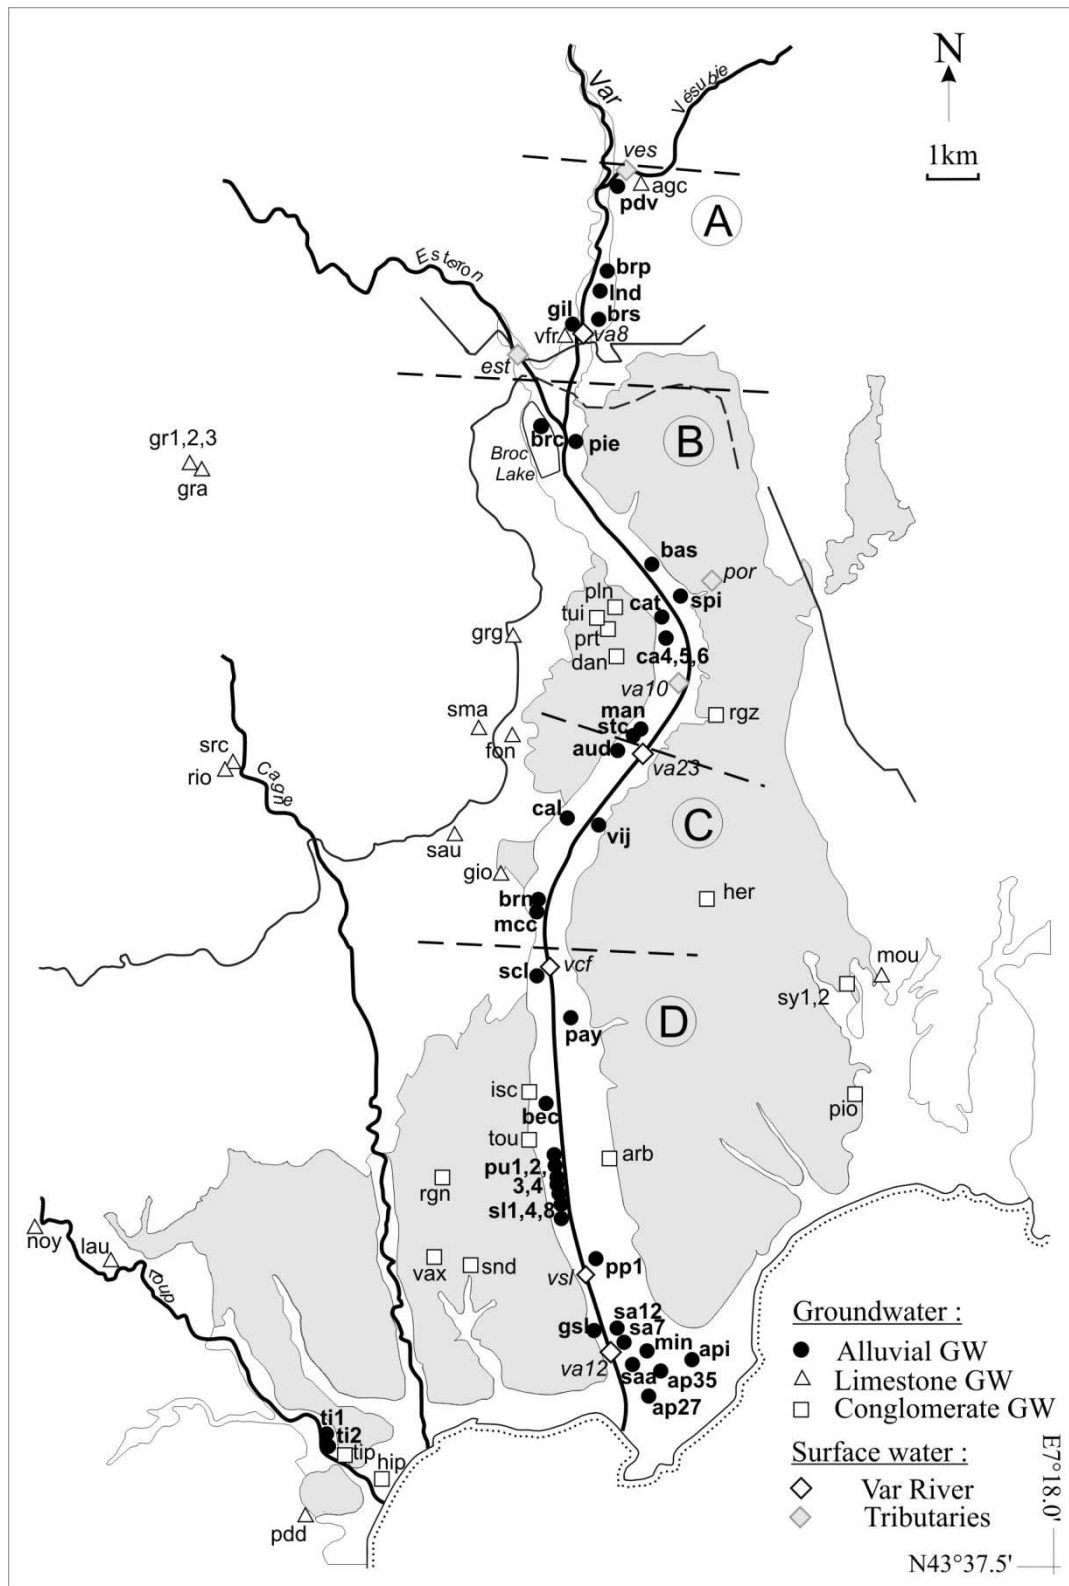 N
Var
Vésubie
1km
ves
agc
pdv
A
Esteron
brp
lnd
gil
brs
vfr
va8
est
B
gr1,2,3
brc
pie
Broc
Lake
gra
bas
por
pln
cat
spi
tui
grg
prt
ca4,5,6
dan
va10
man
rgz
sma
stc
fon
aud
va23
src
rio
Cagne
cal
vij
C
sau
gio
her
brn
mcc
scl
vcf
mou
sy1,2
D
pay
isc
bec
pio
tou
arb
pu1,2,
3,4
rgn
sl1,4,8
noy
lau
Loup
vax
snd
pp1
vsl
sa12
gsl
sa7
min
api
va12
saa
ap35
ap27
ti1
ti2
tip
hip
pdd
Groundwater :
Alluvial GW
Limestone GW
Conglomerate GW
Surface water :
Var River
Tributaries
E7°18.0'
N43°37.5'